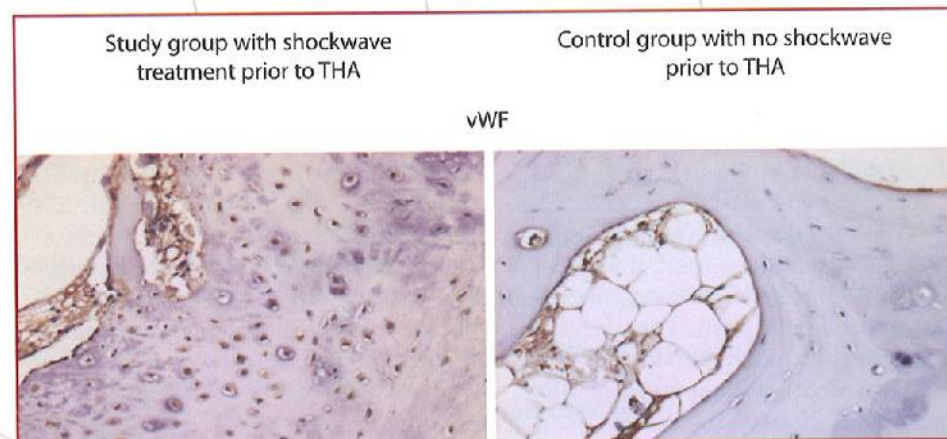 Study group with shockwave
treatment prior to THA
Control group with no shockwave
prior to THA
vWF